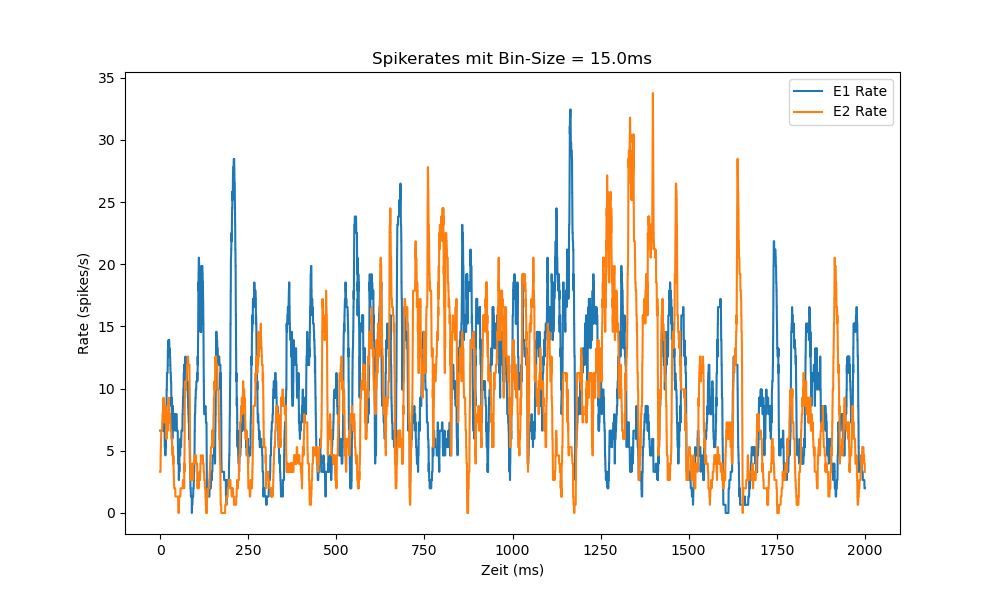 Spikerates mit Bin-Size = 15.0ms
E1 Rate
E2 Rate
Rate (spikes/s)
35
30
25
20
15
10
5
0
0 250 500 750 1000 1250 1500 1750 2000
Zeit (ms)